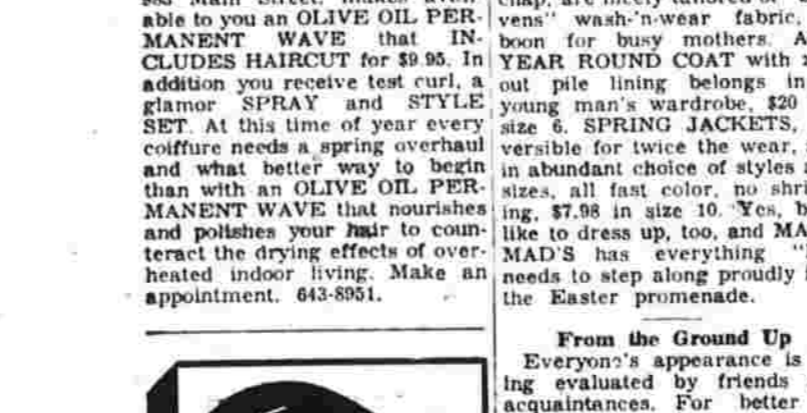 able to you an OLIVE OIL PER-
MANENT WAVE that IN-
CLUDES HAIRCUT for $9.95. In
addition you receive test curl, a
glamor SPRAY and STYLE
SET. At this time of year every
coiffure needs a spring overhaul
and what better way to begin
than with an OLIVE OIL PER-
MANENT WAVE that nourishes
and polishes your hair to coun-
teract the drying effects of over-
heated indoor living. Make an
appointment. 643-8951.
vens" wash-'n-wear fabric,
boon for busy mothers. A
YEAR ROUND COAT with
out pile lining belongs in
young man's wardrobe, $20
size 6. SPRING JACKETS,
versible for twice the wear,
in abundant choice of styles
sizes, all fast color, no shri
ing, $7.98 in size 10. Yes, b
like to dress up, too, and MA
MAD'S has everything "
needs to step along proudly
the Easter promenade.
From the Ground Up
Everyone's appearance is
ing evaluated by friends
acquaintances. For better